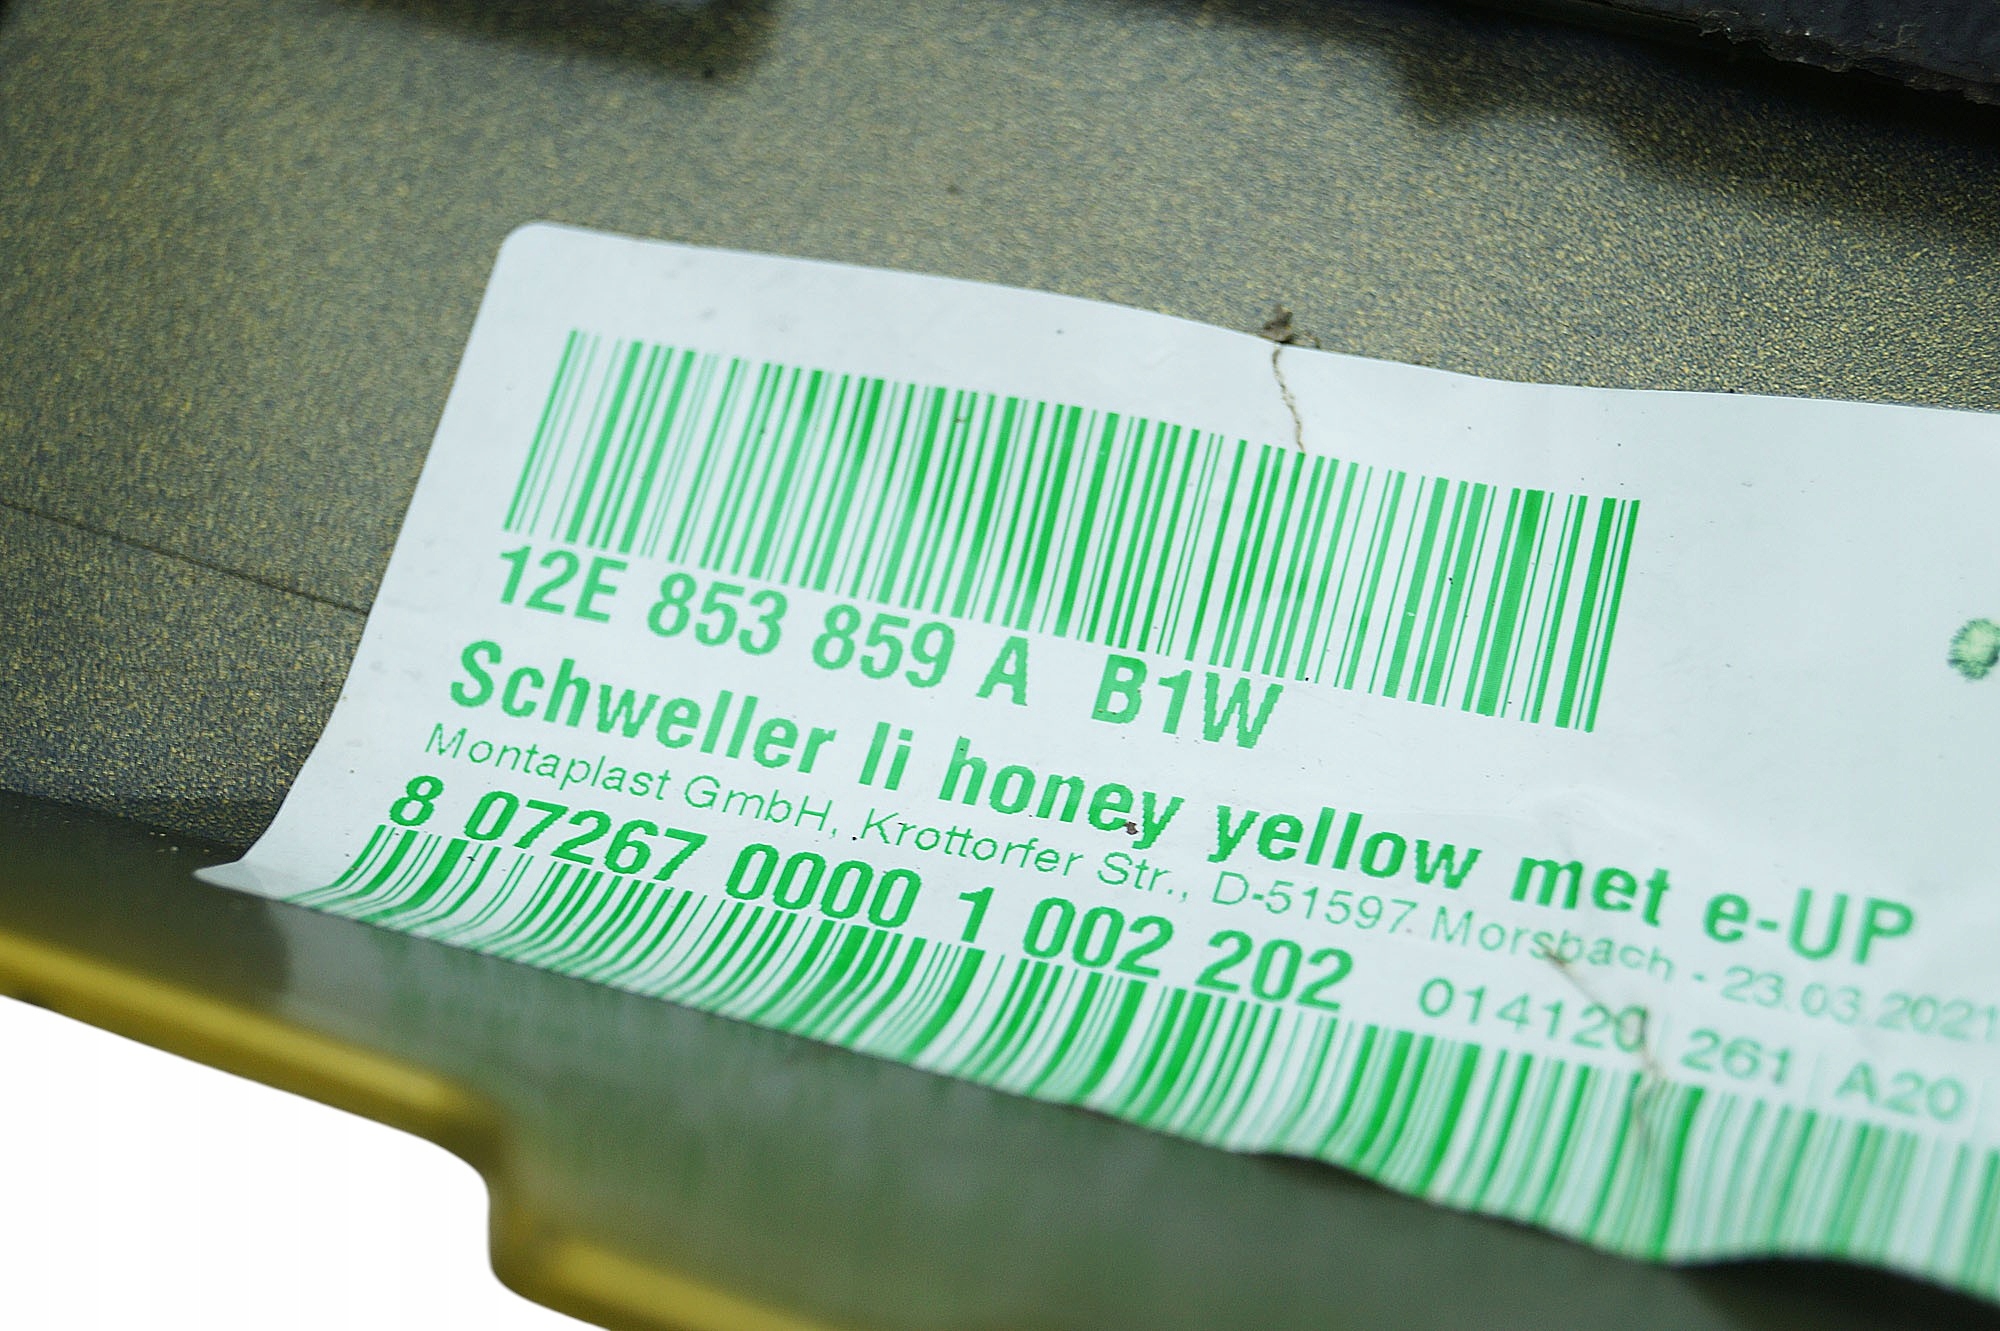 12E 853 859 A B1W
Schweller li honey yellow met e-UP
Montaplast GmbH, Krottorfer Str., D-51597 Morsbach - 23.03.2021
8 07267 0000 1 002 202 014120 261 A20